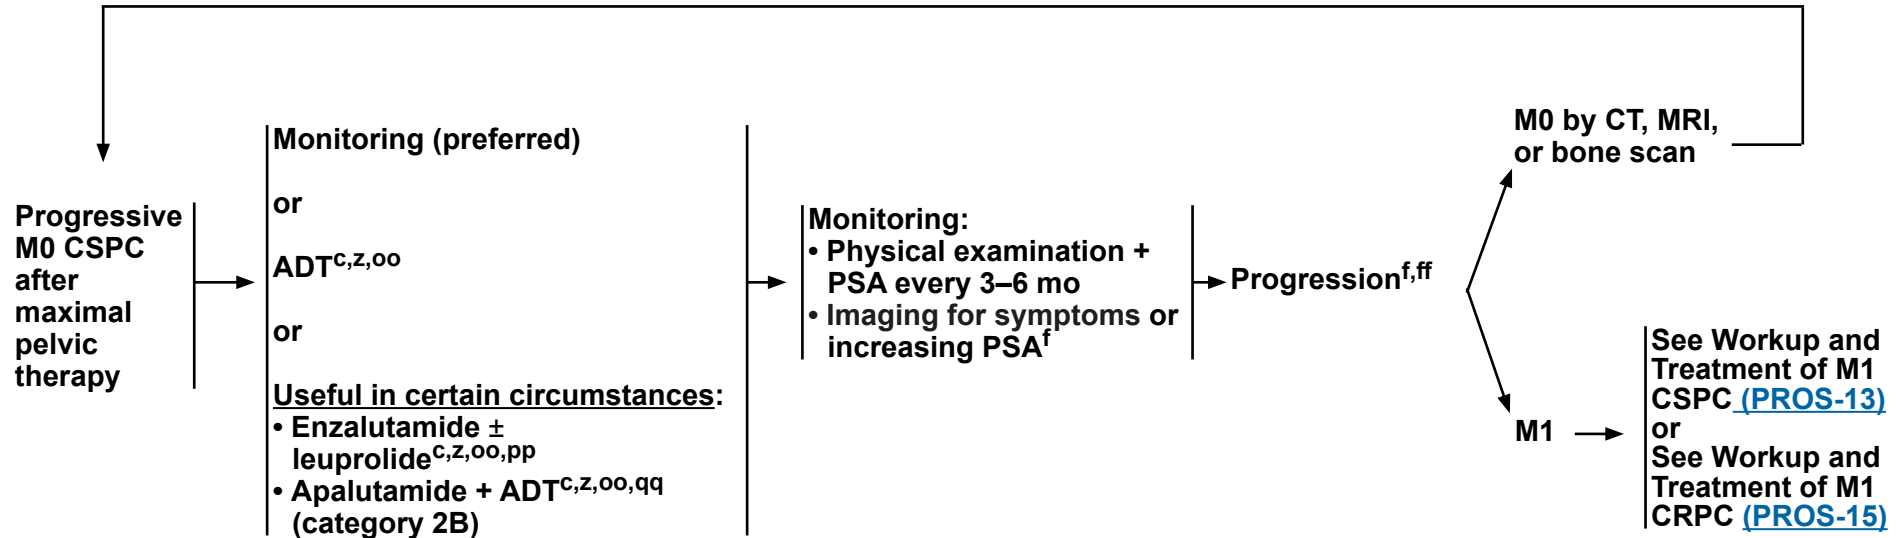 Progressive
M0 CSPC
after
maximal
pelvic
therapy
Monitoring (preferred)
or
ADTc,z,oo
or
Useful in certain circumstances:
• Enzalutamide ±
leuprolidec,z,oo,pp
• Apalutamide + ADTc,z,oo,qq
(category 2B)
Monitoring:
• Physical examination +
PSA every 3–6 mo
• Imaging for symptoms or
increasing PSAf
Progressionf,ff
M0 by CT, MRI,
or bone scan
M1
See Workup and
Treatment of M1
CSPC (PROS-13)
or
See Workup and
Treatment of M1
CRPC (PROS-15)